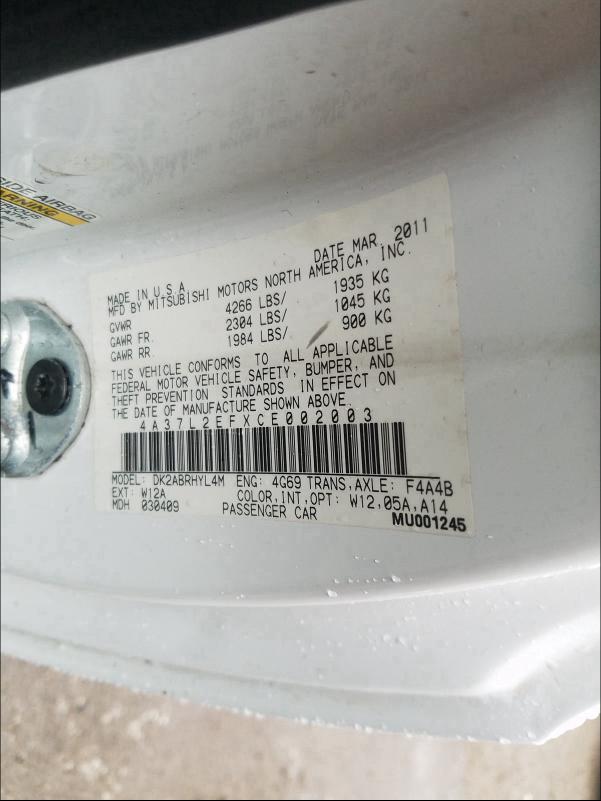 SIDE AIRBAG
WARNING
MADE IN U.S.A. DATE MAR, 2011
MFD BY MITSUBISHI MOTORS NORTH AMERICA, INC.
GVWR 4266 LBS/ 1935 KG
GAWR FR. 2304 LBS/ 1045 KG
GAWR RR. 1984 LBS/ 900 KG
THIS VEHICLE CONFORMS TO ALL APPLICABLE
FEDERAL MOTOR VEHICLE SAFETY, BUMPER, AND
THEFT PREVENTION STANDARDS IN EFFECT ON
THE DATE OF MANUFACTURE SHOWN ABOVE.
4A37L2EFXCE002003
MODEL: DK2ABRHYL4M ENG: 4G69 TRANS,AXLE: F4A4B
EXT: W12A COLOR,INT,OPT: W12,05A,A14
MDH 030409 PASSENGER CAR
MU001245